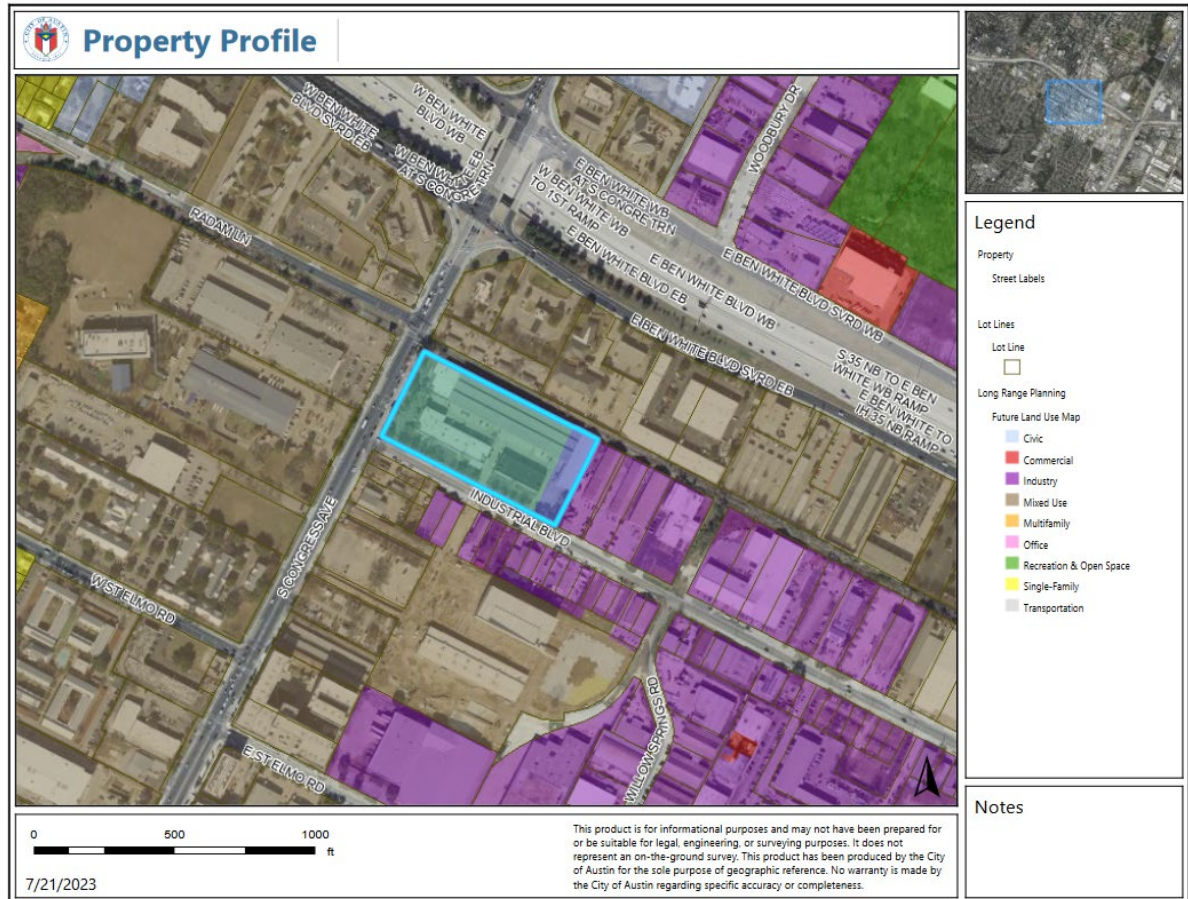 Property Profile
W BEN WHITE
BLVD SVRD EB
W BEN WHITE
BLVD WB
W BEN WHITE EB
AT S CONGRE TRN
E BEN WHITE WB
AT S CONGRE TRN
W BEN WHITE WB
TO 1ST RAMP
E BEN WHITE BLVD EB
E BEN WHITE BLVD WB
E BEN WHITE BLVD SVRD WB
E BEN WHITE BLVD SVRD EB
S 35 NB TO E BEN
WHITE WB RAMP
E BEN WHITE TO
IH 35 NB RAMP
WOODBURY DR
RADAM LN
INDUSTRIAL BLVD
S CONGRESS AVE
W ST ELMO RD
E ST ELMO RD
WILLOW SPRINGS RD
Legend
Property
Street Labels
Lot Lines
Lot Line
Long Range Planning
Future Land Use Map
Civic
Commercial
Industry
Mixed Use
Multifamily
Office
Recreation & Open Space
Single-Family
Transportation
Notes
0 500 1000
ft
7/21/2023
This product is for informational purposes and may not have been prepared for
or be suitable for legal, engineering, or surveying purposes. It does not
represent an on-the-ground survey. This product has been produced by the City
of Austin for the sole purpose of geographic reference. No warranty is made by
the City of Austin regarding specific accuracy or completeness.